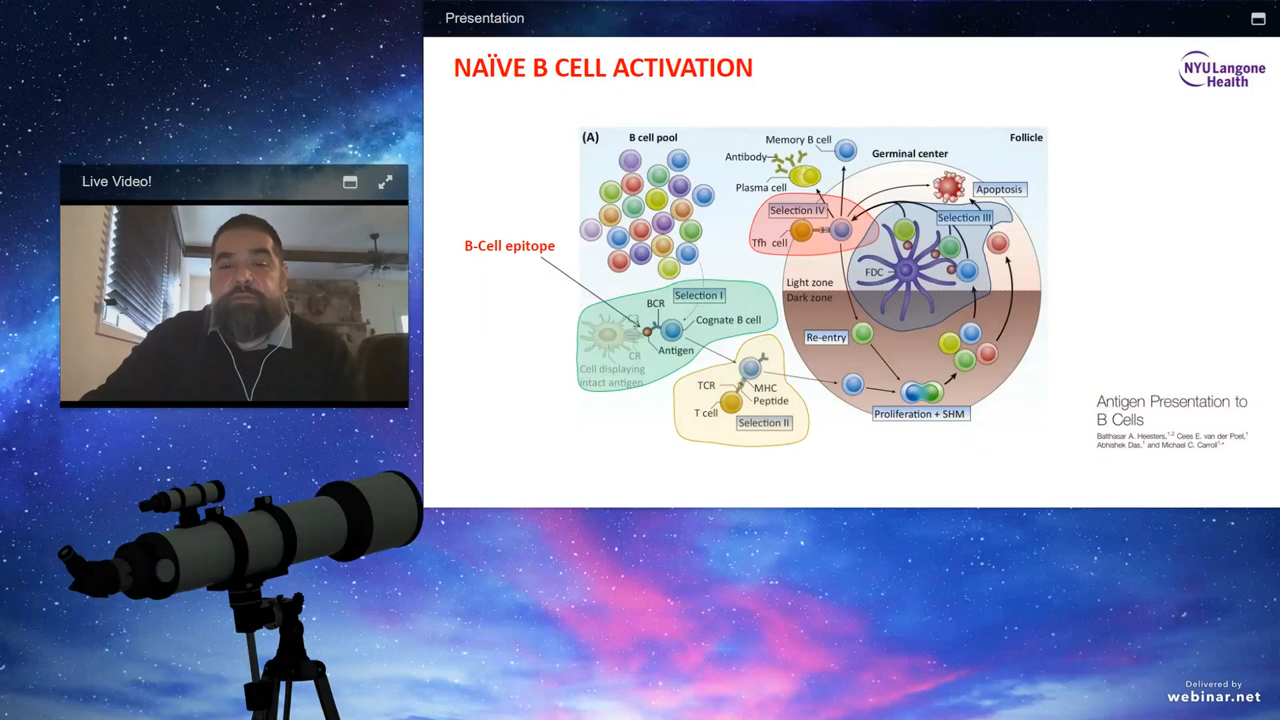 Presentation
NAÏVE B CELL ACTIVATION
NYU Langone
Health
Live Video!
B-Cell epitope
(A)
B cell pool
Memory B cell
Follicle
Antibody
Germinal center
Plasma cell
Apoptosis
Selection IV
Selection III
Tfh cell
FDC
Light zone
Dark zone
Selection I
BCR
C3
Cognate B cell
Re-entry
Antigen
CR
Cell displaying
intact antigen
TCR
MHC
Peptide
T cell
Selection II
Proliferation + SHM
Antigen Presentation to
B Cells
Balthasar A. Heesters,1,2 Cees E. van der Poel,1
Abhishek Das,1 and Michael C. Carroll1,*
Delivered by
webinar.net